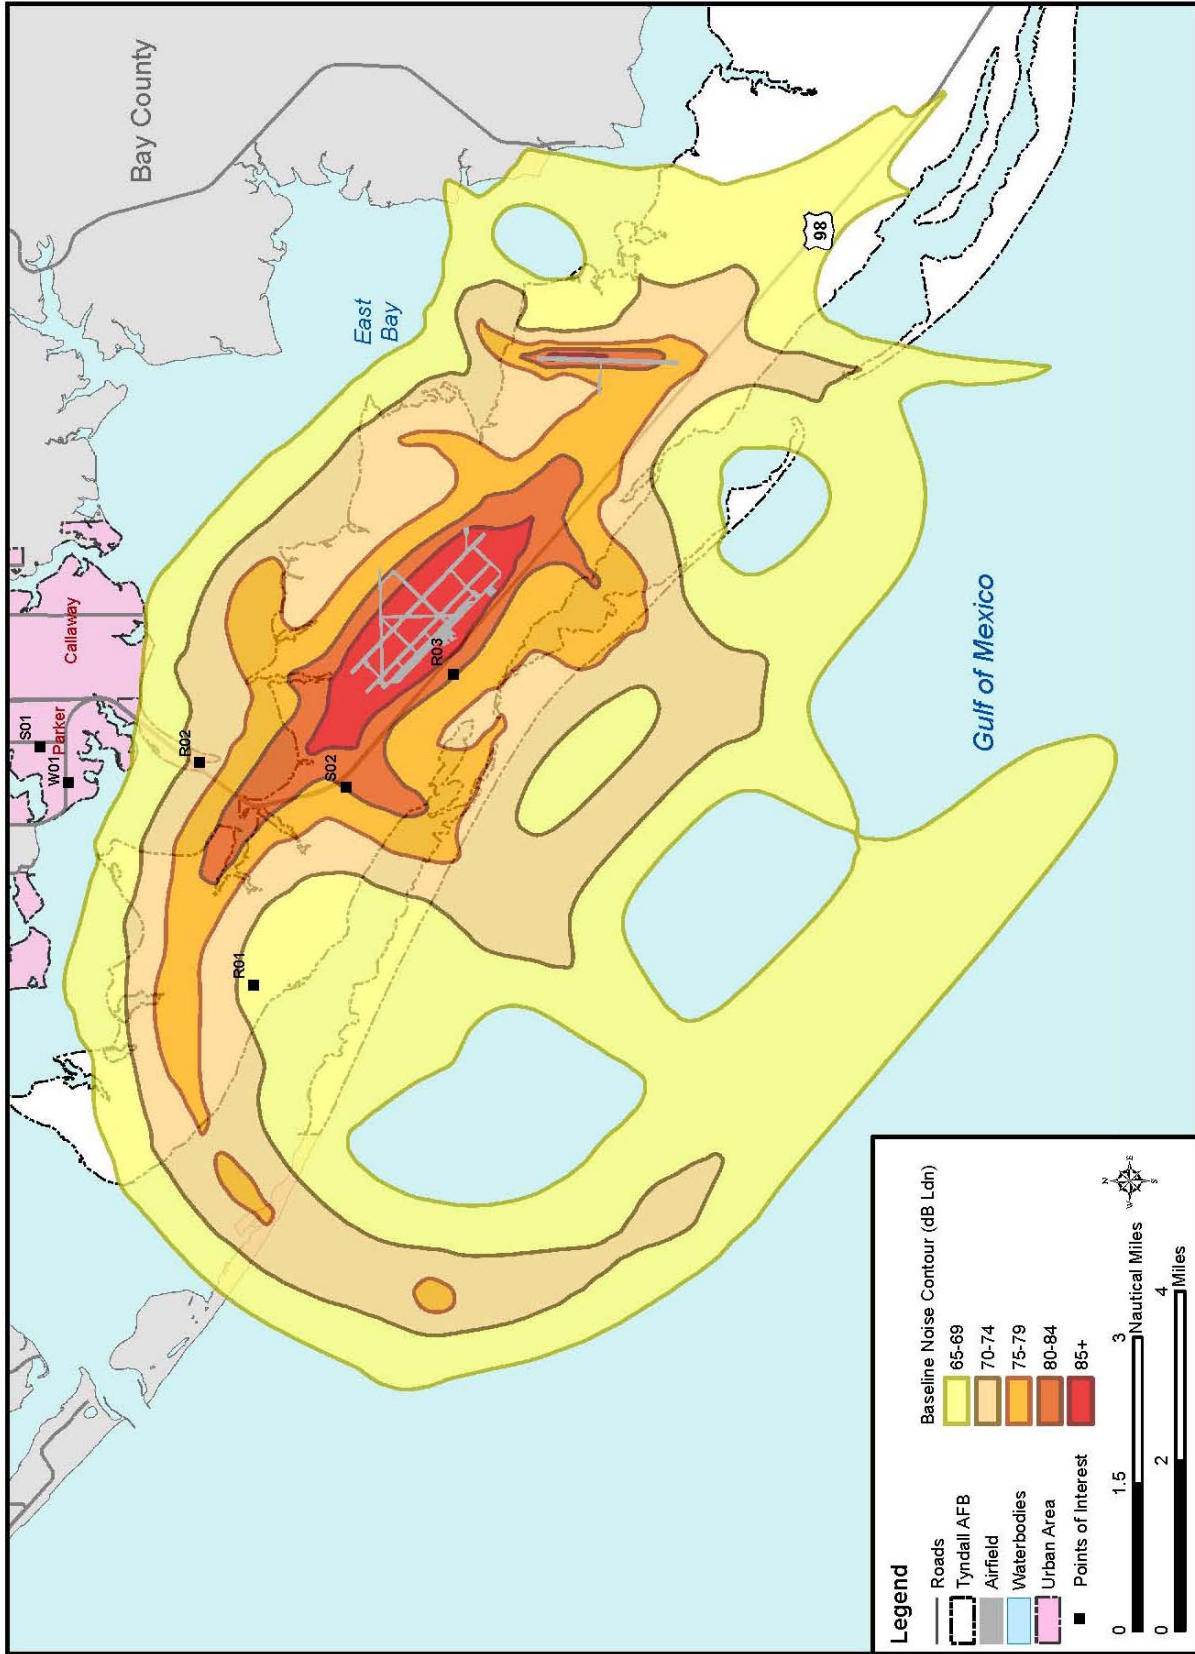 Bay County
East
Bay
98
Callaway
S01
Parker
W01
R02
S02
R03
R01
Gulf of Mexico
Legend
Roads
Tyndall AFB
Airfield
Waterbodies
Urban Area
Points of Interest
Baseline Noise Contour (dB Ldn)
65-69
70-74
75-79
80-84
85+
N
W E
S
0 1.5 3
Nautical Miles
0 2 4
Miles